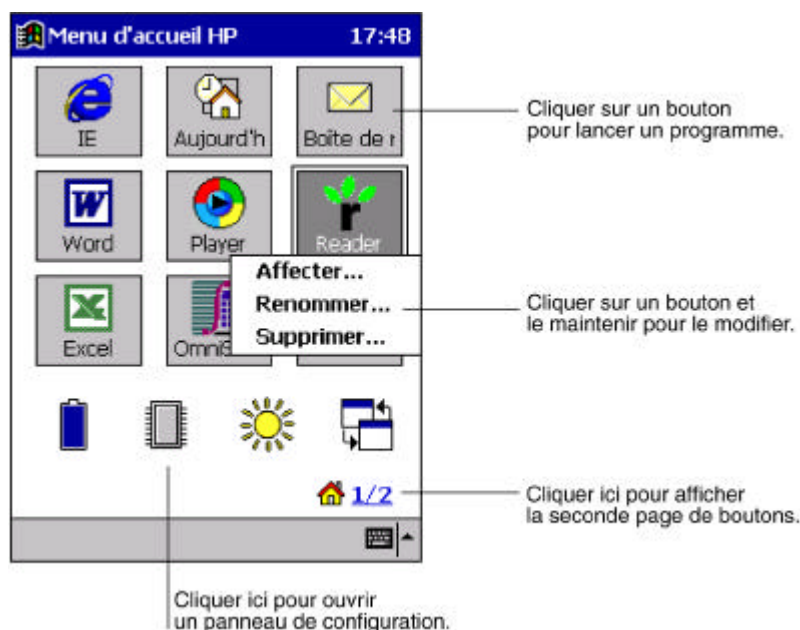 Menu d'accueil HP 17:48
IE Aujourd'h Boîte de r
Cliquer sur un bouton
pour lancer un programme.
Word Player Reader
Affecter...
Renommer...
Supprimer...
Cliquer sur un bouton et
le maintenir pour le modifier.
Excel OmniS
1/2
Cliquer ici pour afficher
la seconde page de boutons.
Cliquer ici pour ouvrir
un panneau de configuration.